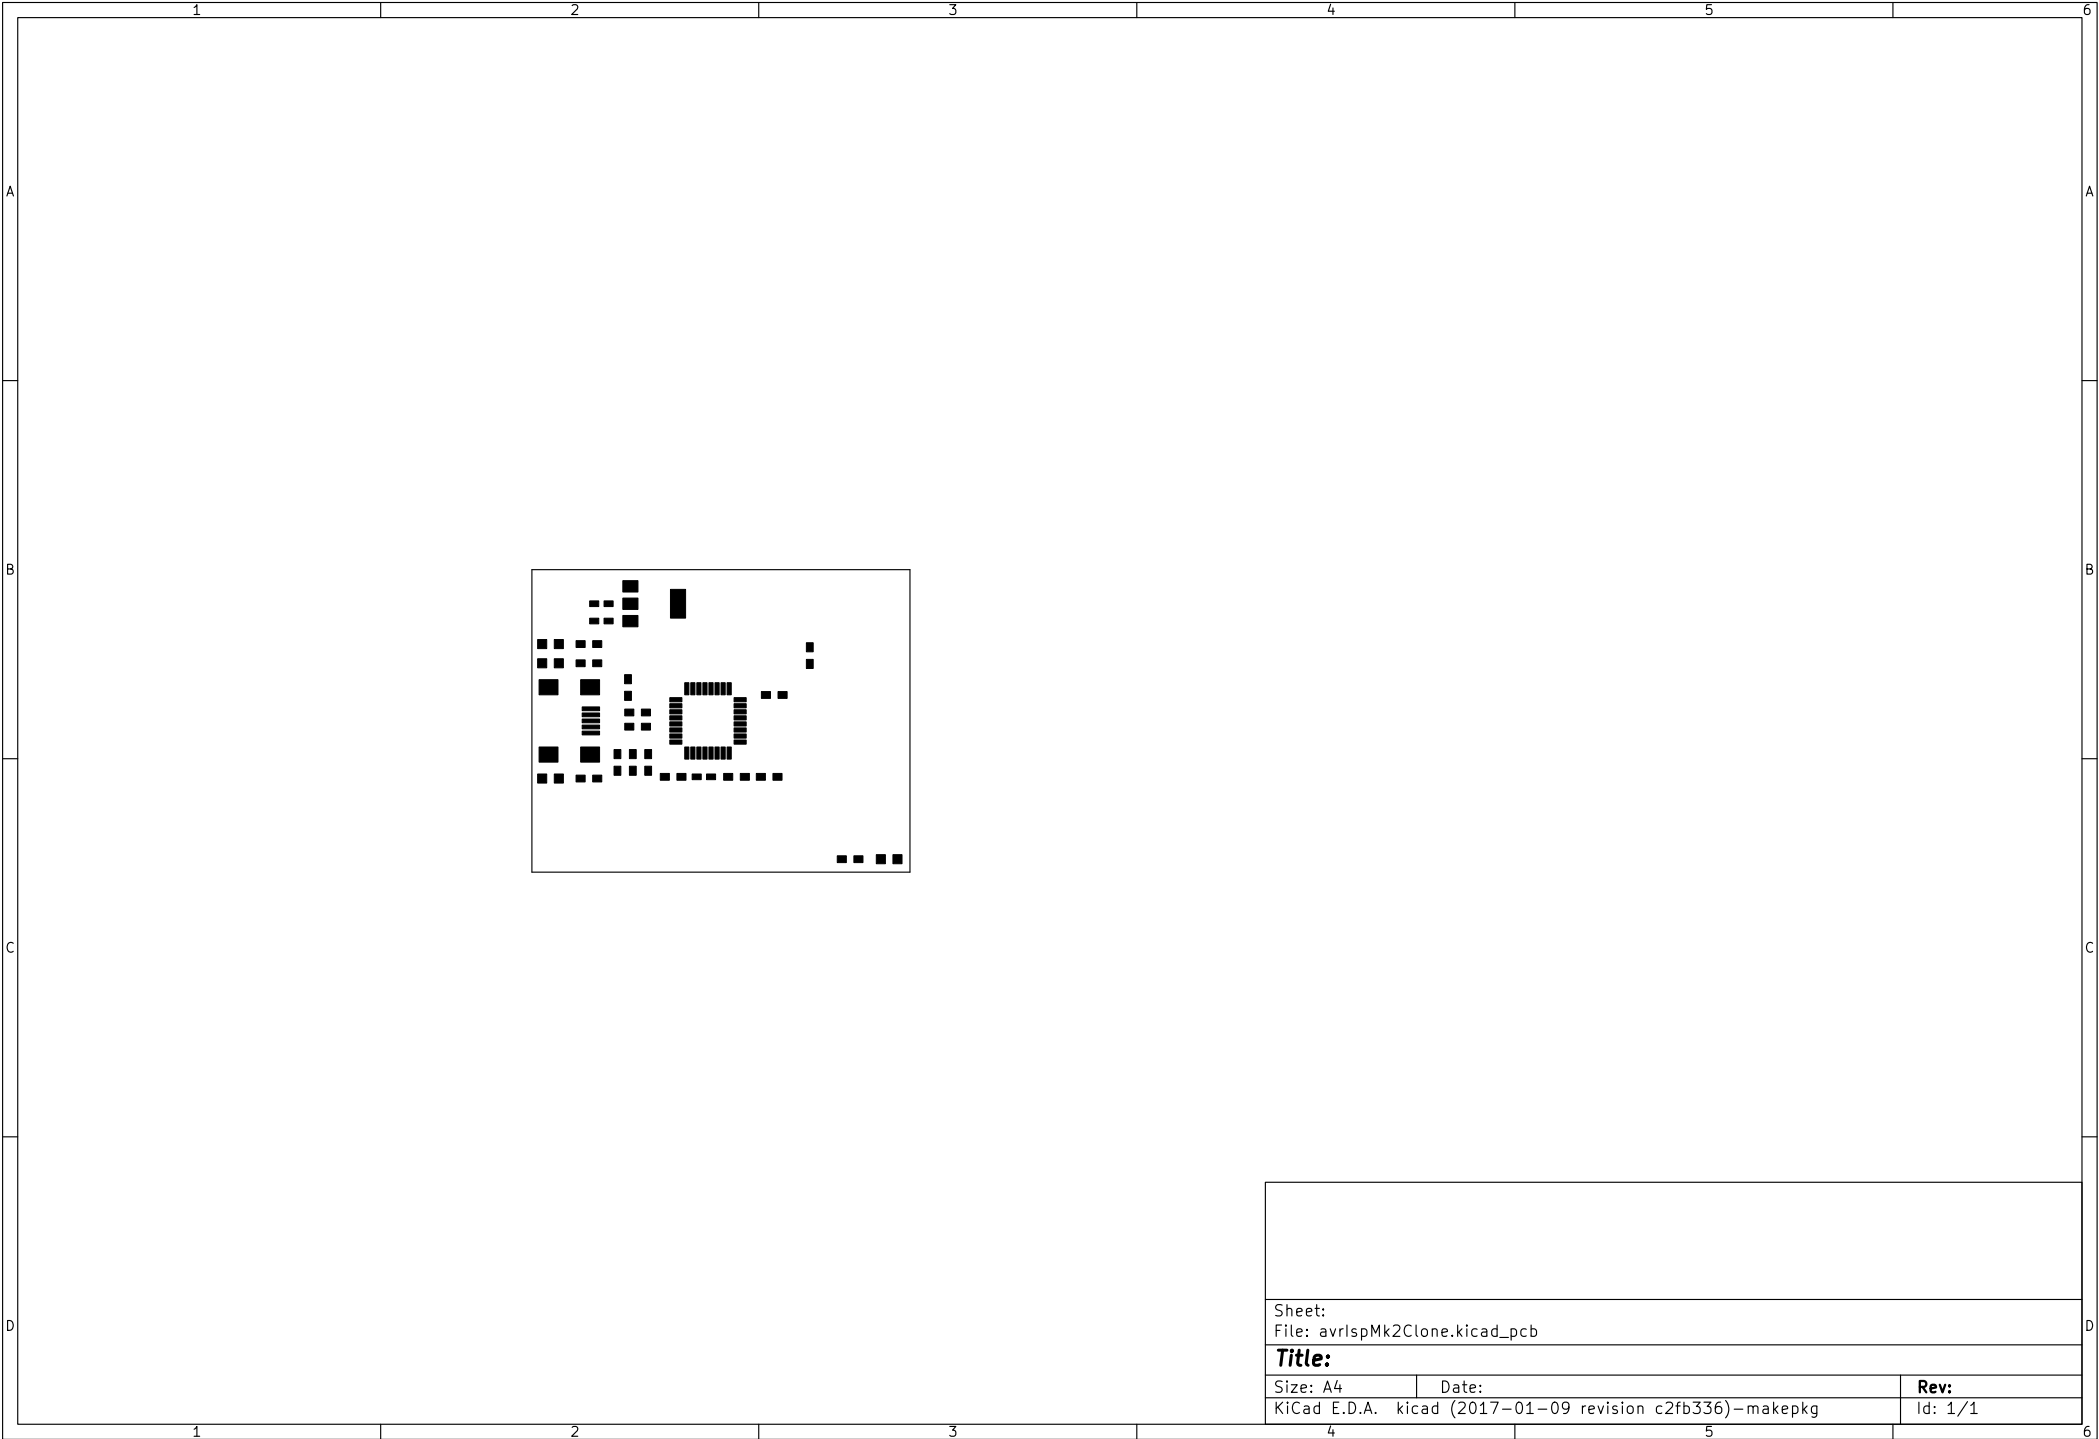 1 2 3 4 5 6
A A
B B
C C
D D
Sheet:
File: avrIspMk2Clone.kicad_pcb
Title:
Size: A4 Date: Rev:
KiCad E.D.A. kicad (2017-01-09 revision c2fb336)-makepkg Id: 1/1
1 2 3 4 5 6